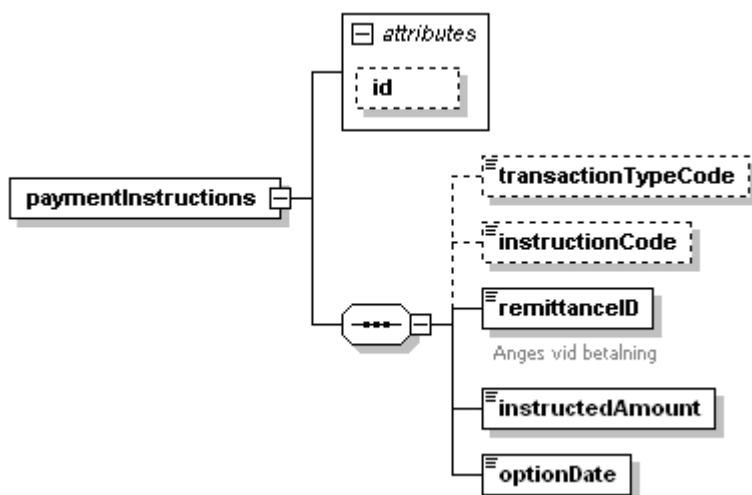 attributes
id
paymentInstructions
transactionTypeCode
instructionCode
remittanceID
Anges vid betalning
instructedAmount
optionDate